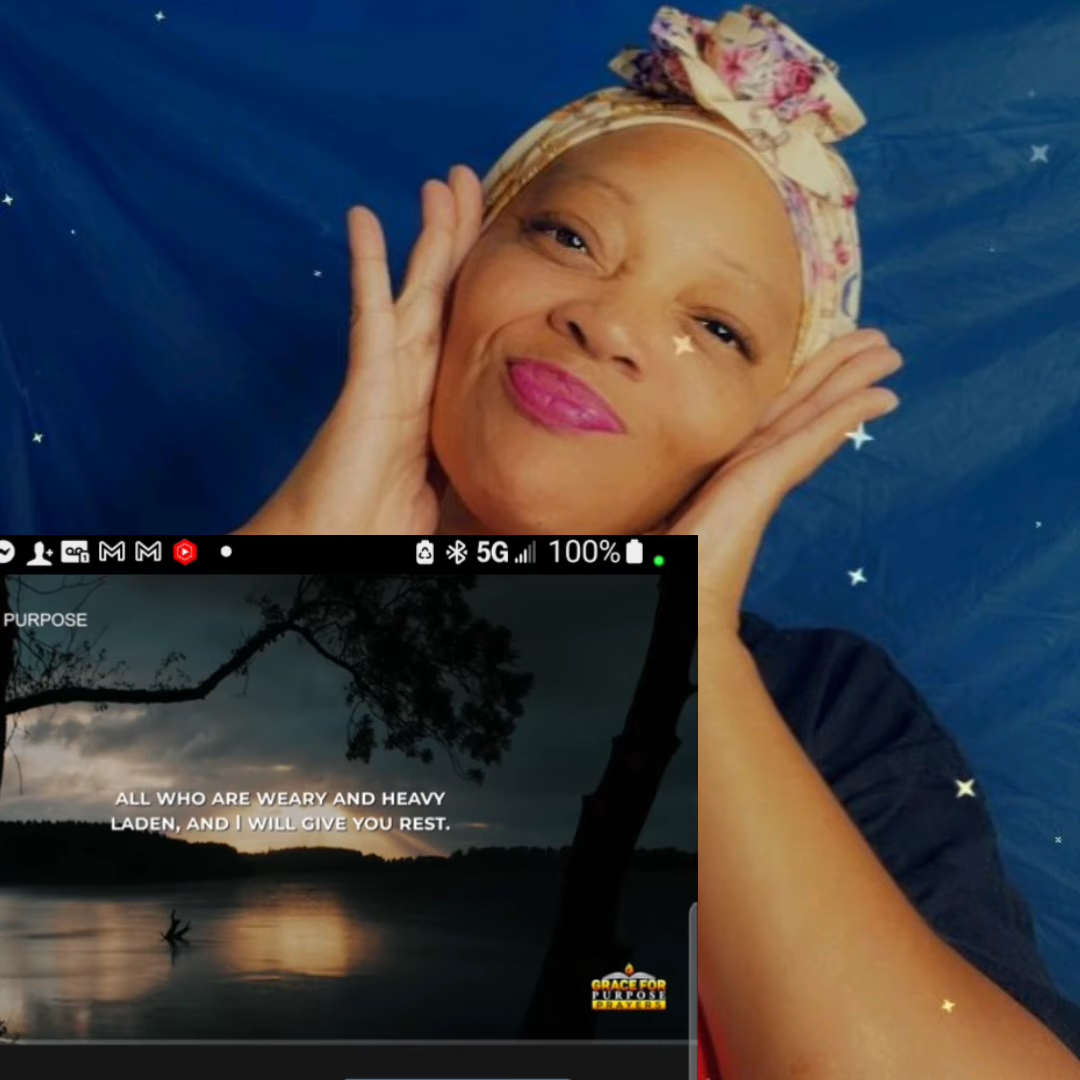 5G 100%
PURPOSE
ALL WHO ARE WEARY AND HEAVY
LADEN, AND I WILL GIVE YOU REST.
GRACE FOR
PURPOSE
PRAYERS